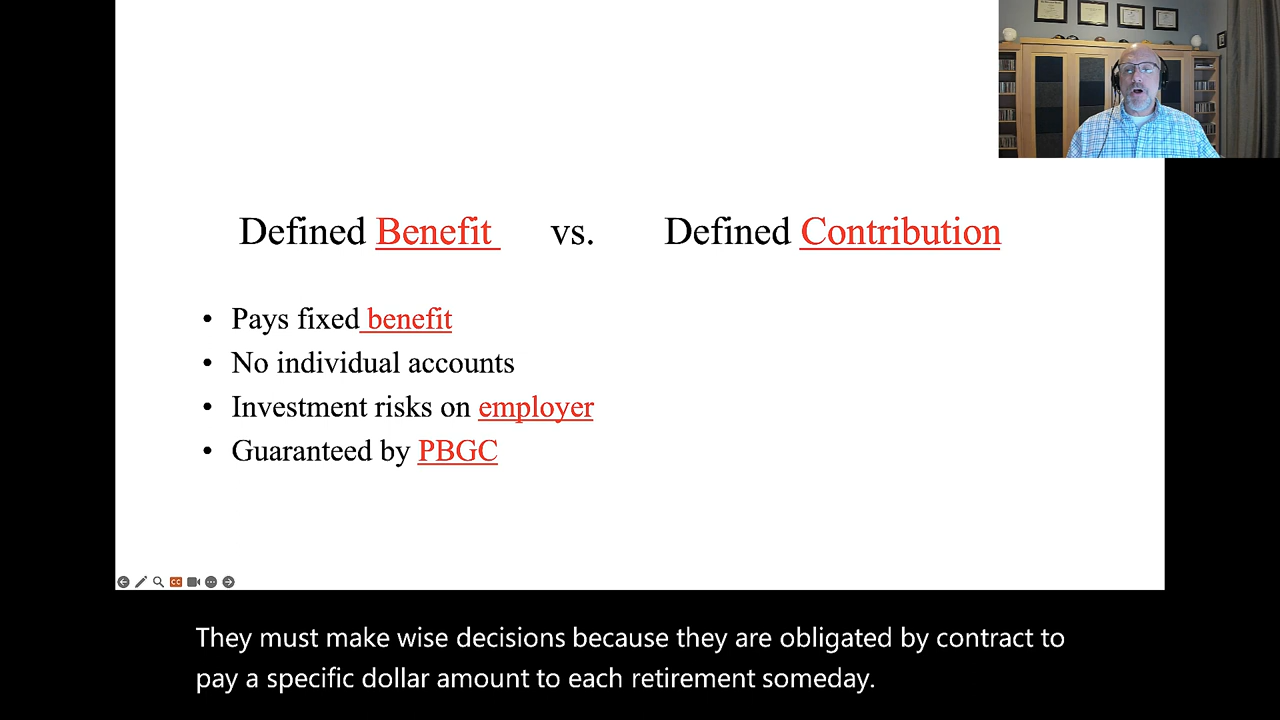 Defined Benefit vs. Defined Contribution
• Pays fixed benefit
• No individual accounts
• Investment risks on employer
• Guaranteed by PBGC
CC
They must make wise decisions because they are obligated by contract to
pay a specific dollar amount to each retirement someday.